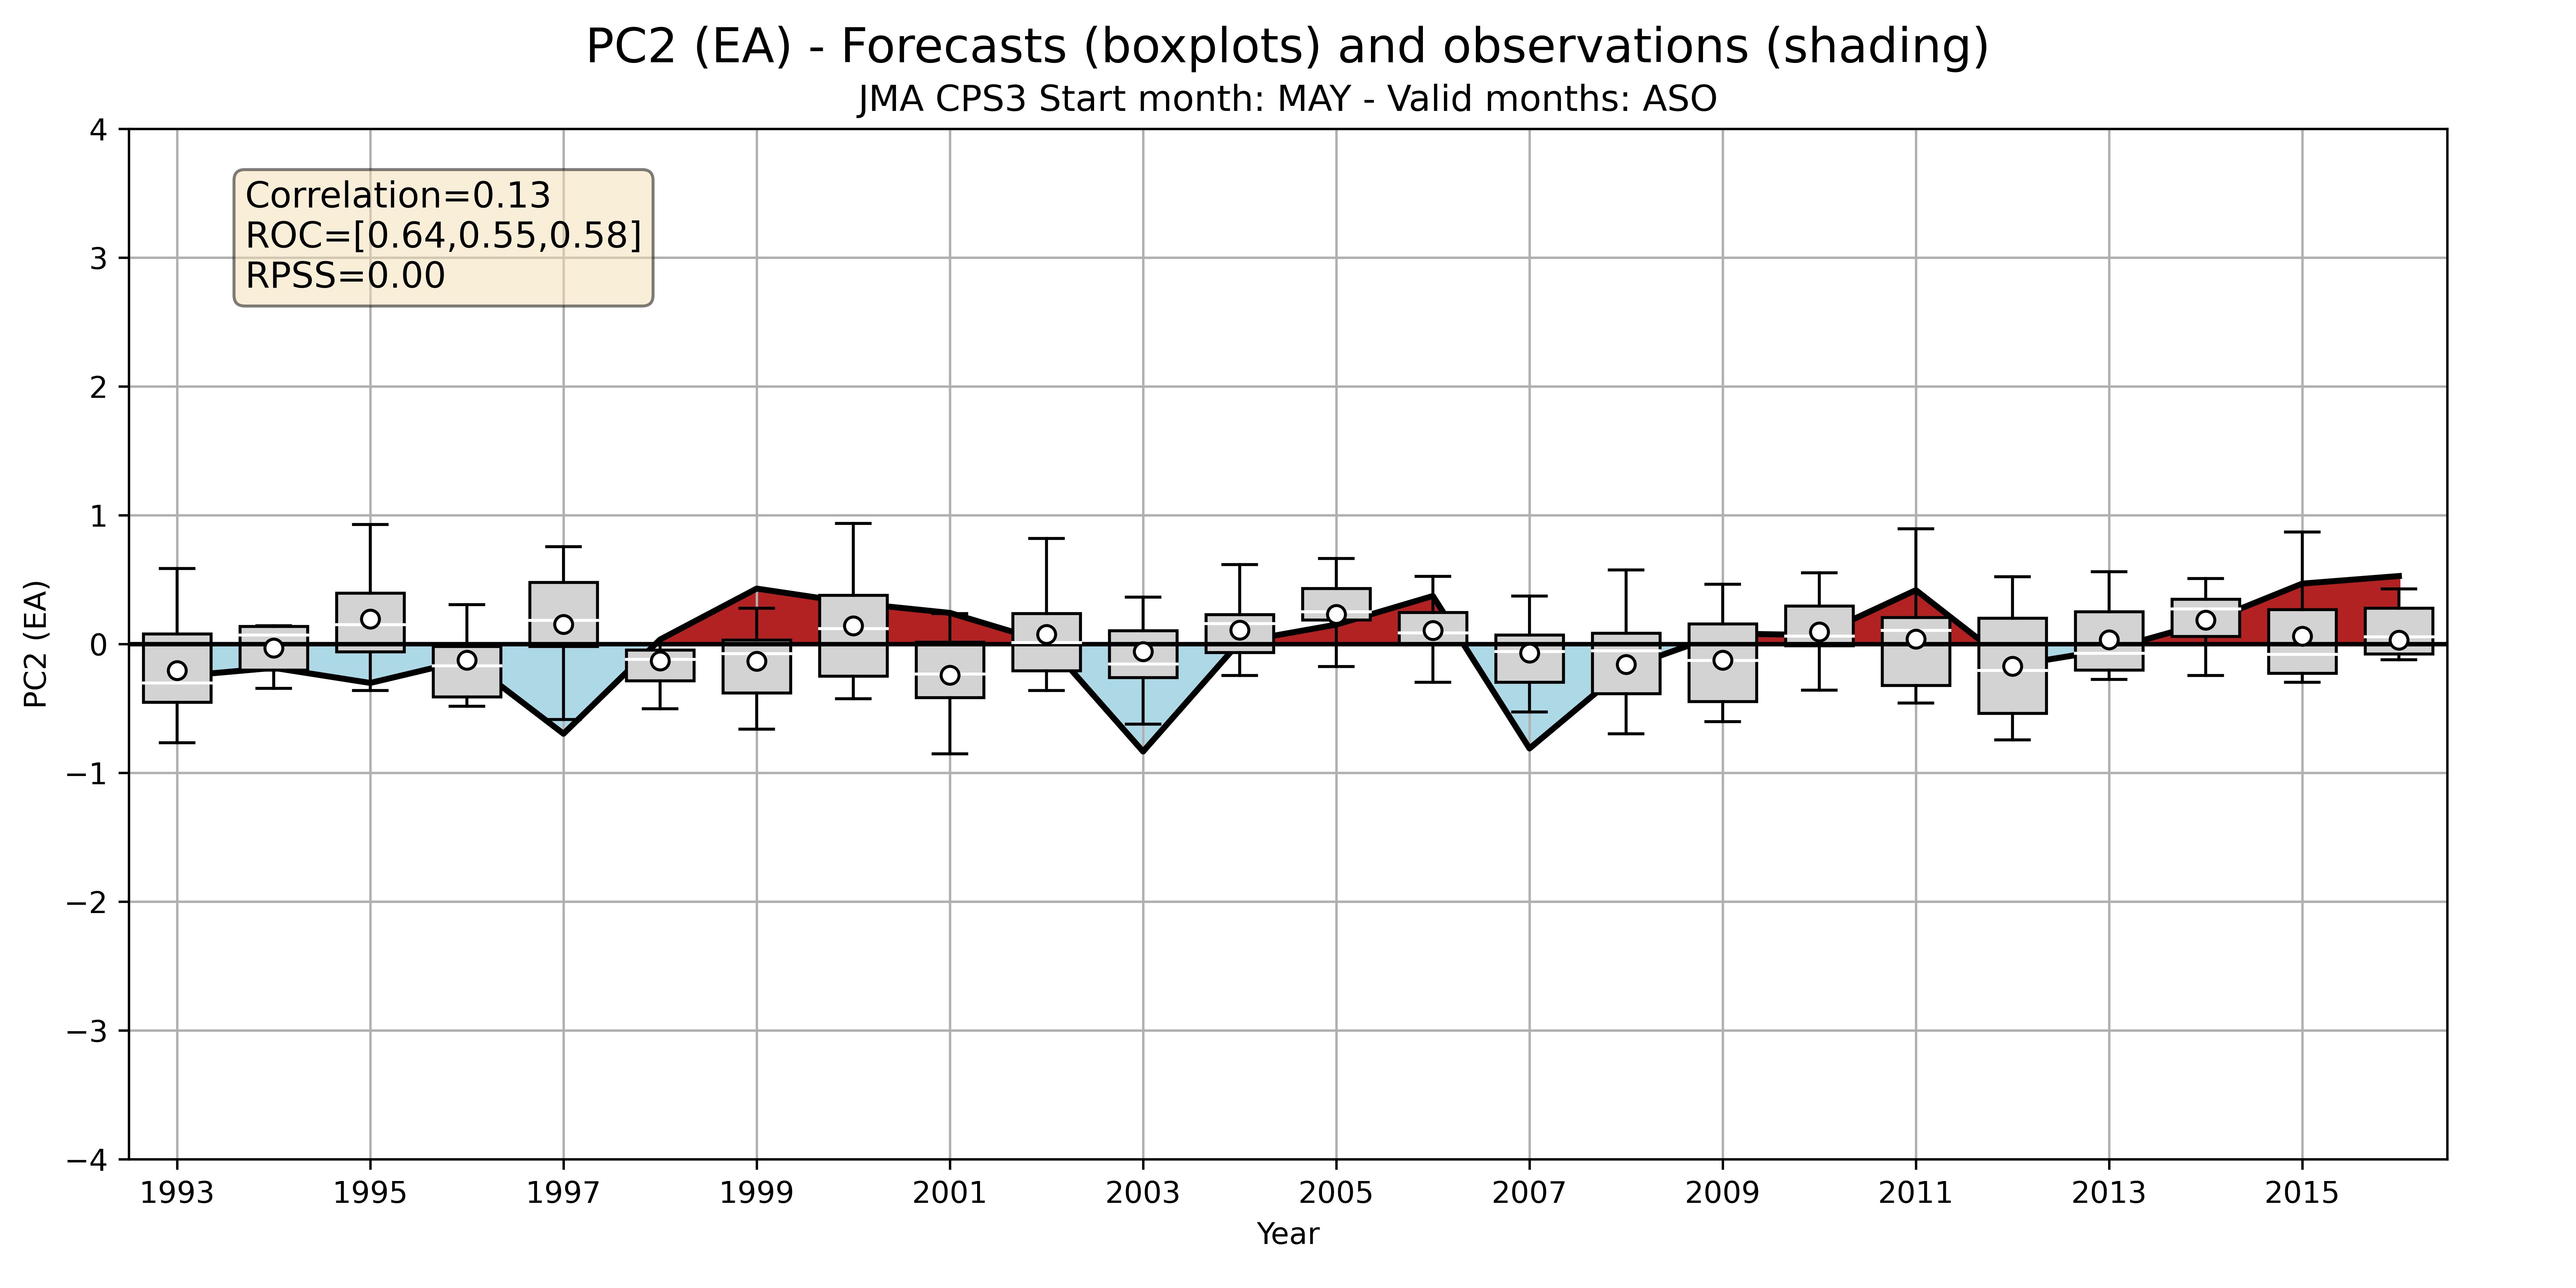 PC2 (EA) - Forecasts (boxplots) and observations (shading)
JMA CPS3 Start month: MAY - Valid months: ASO
Correlation=0.13
ROC=[0.64,0.55,0.58]
RPSS=0.00
PC2 (EA)
4
3
2
1
0
−1
−2
−3
−4
1993 1995 1997 1999 2001 2003 2005 2007 2009 2011 2013 2015
Year